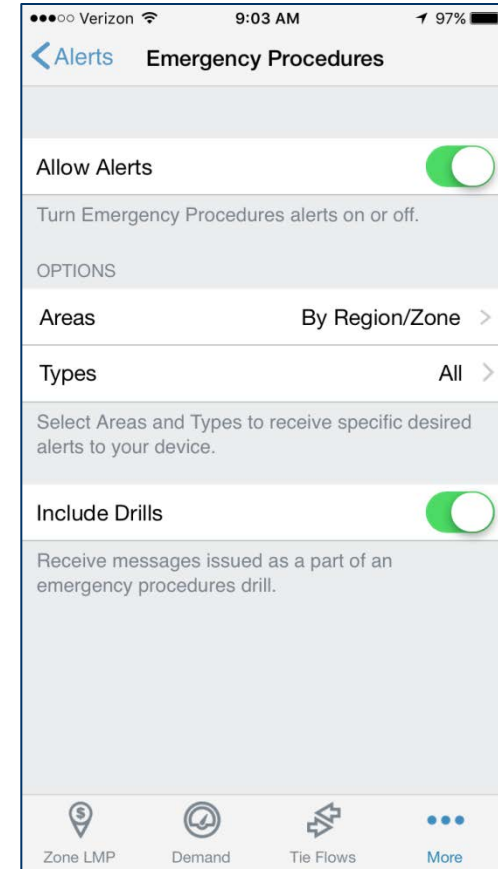 Verizon 9:03 AM 97%
Alerts Emergency Procedures
Allow Alerts
Turn Emergency Procedures alerts on or off.
OPTIONS
Areas By Region/Zone
Types All
Select Areas and Types to receive specific desired
alerts to your device.
Include Drills
Receive messages issued as a part of an
emergency procedures drill.
$
Zone LMP Demand Tie Flows More